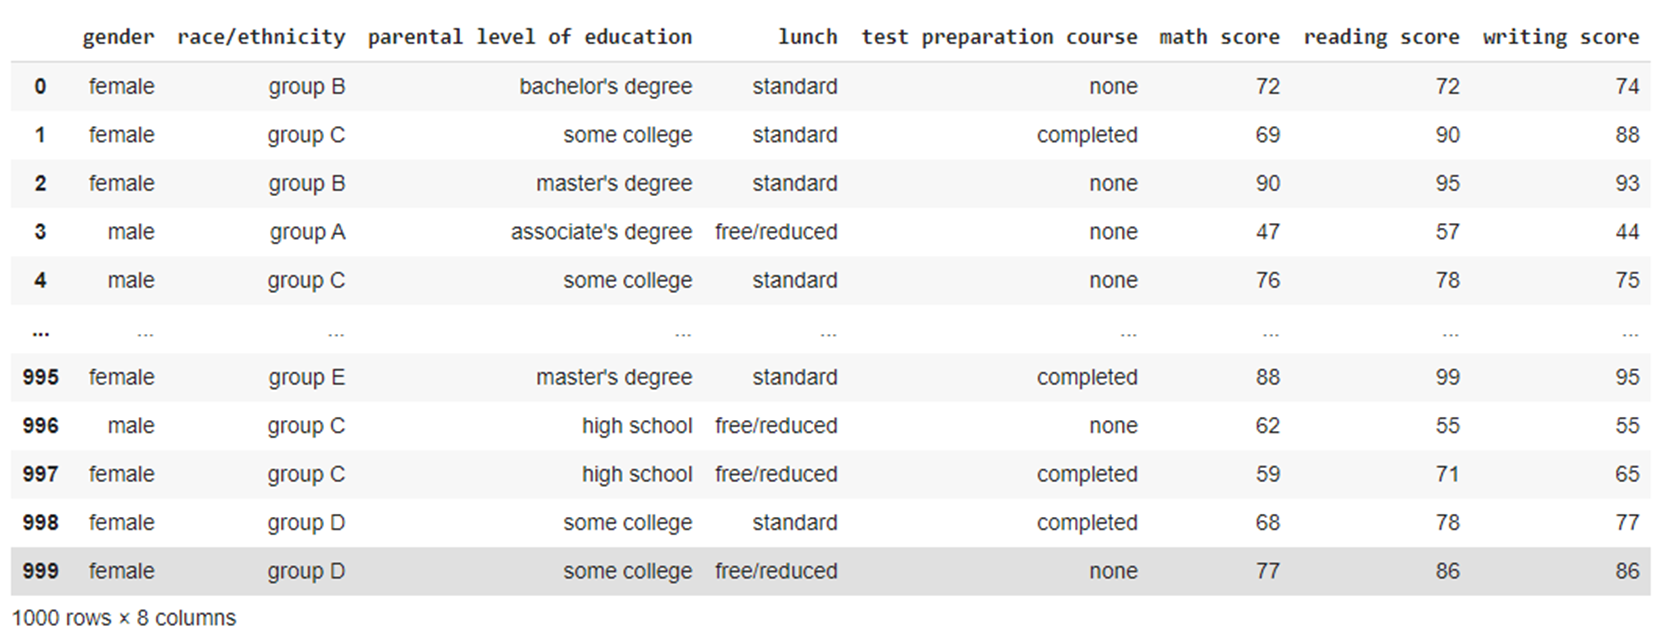 gender race/ethnicity parental level of education lunch test preparation course math score reading score writing score
0 female group B bachelor's degree standard none 72 72 74
1 female group C some college standard completed 69 90 88
2 female group B master's degree standard none 90 95 93
3 male group A associate's degree free/reduced none 47 57 44
4 male group C some college standard none 76 78 75
... ... ... ... ... ... ... ... ...
995 female group E master's degree standard completed 88 99 95
996 male group C high school free/reduced none 62 55 55
997 female group C high school free/reduced completed 59 71 65
998 female group D some college standard completed 68 78 77
999 female group D some college free/reduced none 77 86 86
1000 rows × 8 columns